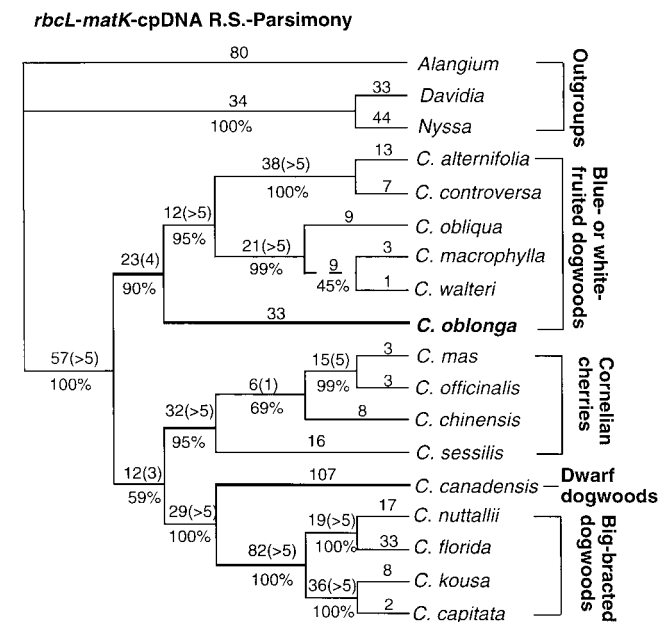 rbcL-matK-cpDNA R.S.-Parsimony
80
Alangium
34
100%
33
Davidia
44
Nyssa
Outgroups
38(>5)
100%
13
C. alternifolia
7
C. controversa
12(>5)
95%
21(>5)
99%
9
C. obliqua
9
45%
3
C. macrophylla
1
C. walteri
23(4)
90%
33
C. oblonga
Blue- or white-
fruited dogwoods
57(>5)
100%
15(5)
99%
3
C. mas
3
C. officinalis
6(1)
69%
8
C. chinensis
32(>5)
95%
16
C. sessilis
Cornelian
cherries
12(3)
59%
107
C. canadensis
Dwarf
dogwoods
29(>5)
100%
19(>5)
100%
17
C. nuttallii
33
C. florida
82(>5)
100%
36(>5)
100%
8
C. kousa
2
C. capitata
Big-bracted
dogwoods